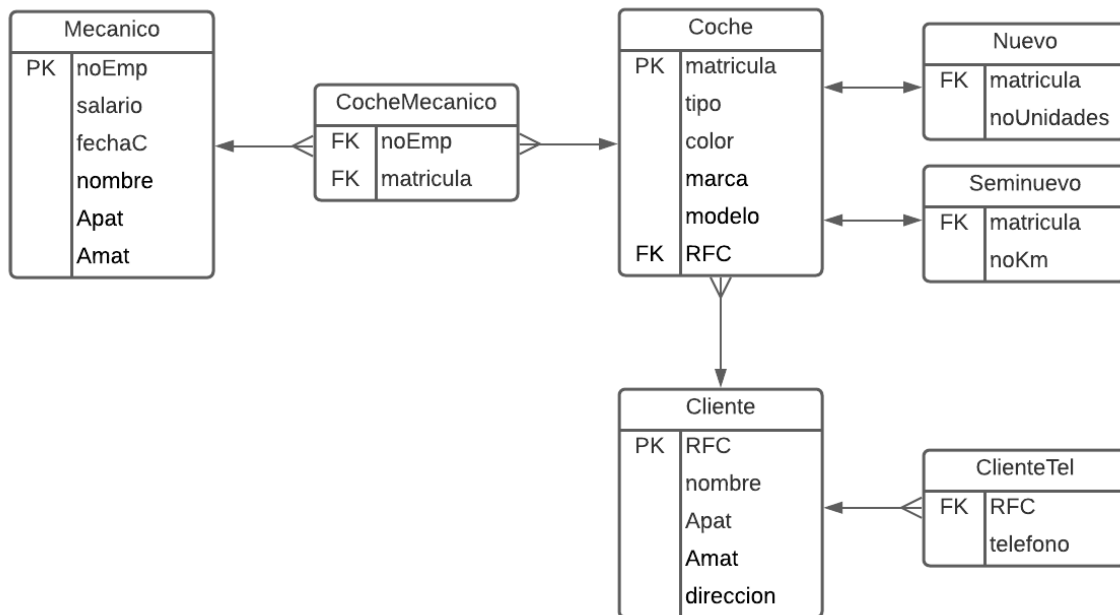 Mecanico
PK noEmp
salario
fechaC
nombre
Apat
Amat
CocheMecanico
FK noEmp
FK matricula
Coche
PK matricula
tipo
color
marca
modelo
FK RFC
Nuevo
FK matricula
noUnidades
Seminuevo
FK matricula
noKm
Cliente
PK RFC
nombre
Apat
Amat
direccion
ClienteTel
FK RFC
telefono